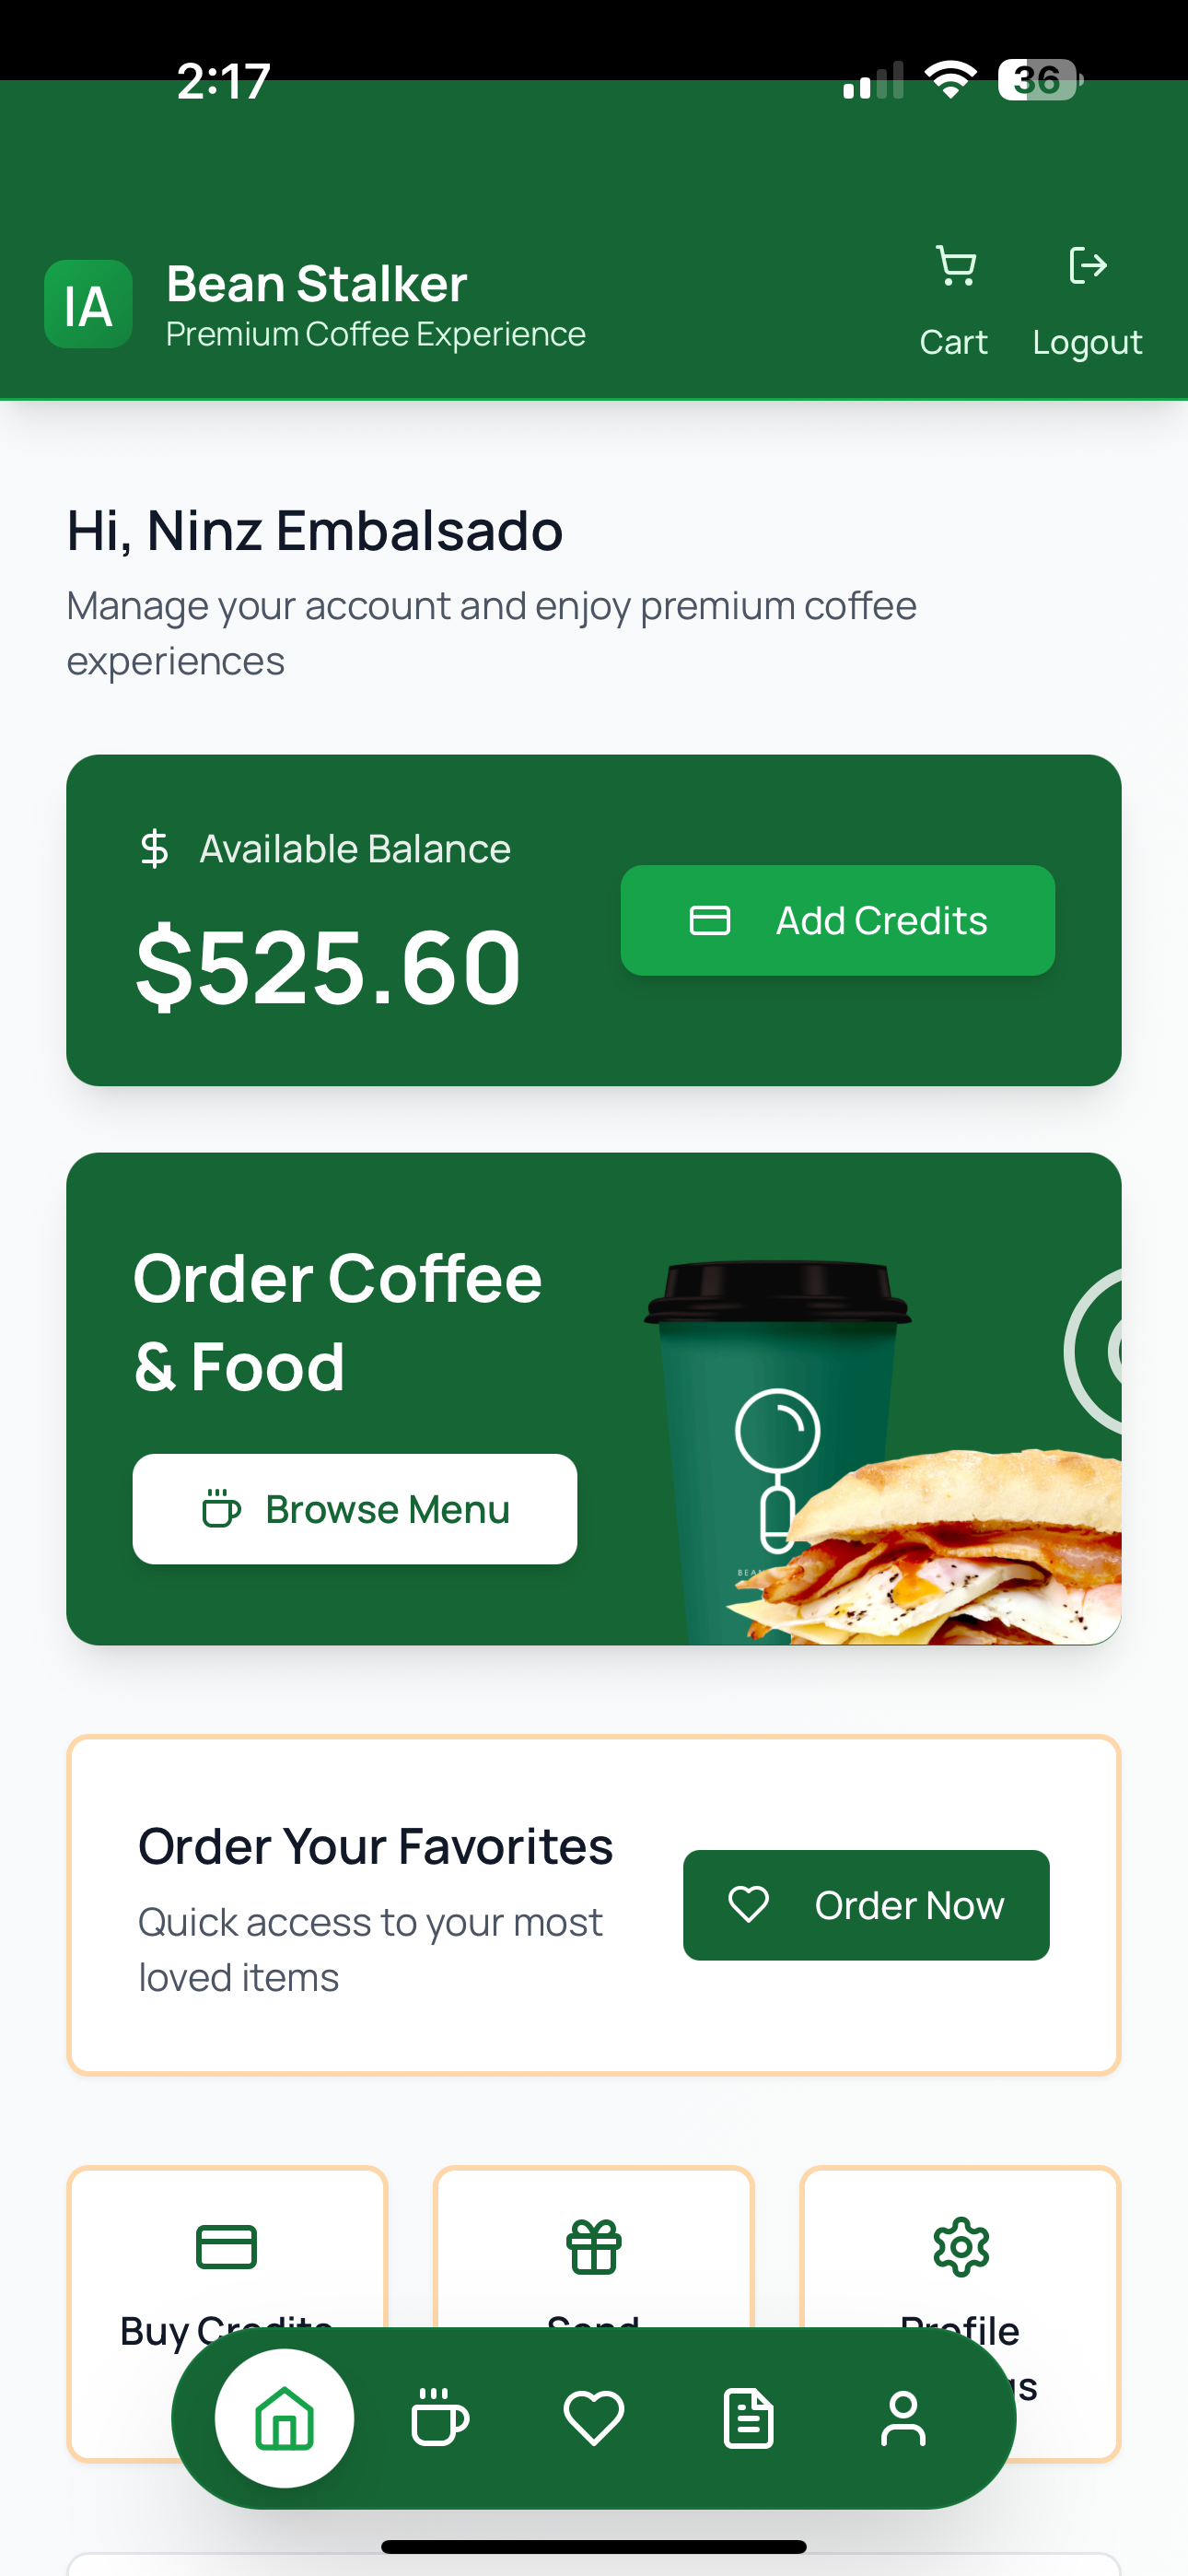 2:17
36
IA
Bean Stalker
Premium Coffee Experience
Cart
Logout
Hi, Ninz Embalsado
Manage your account and enjoy premium coffee
experiences
$ Available Balance
$525.60
Add Credits
Order Coffee
& Food
Browse Menu
BEAN
Order Your Favorites
Quick access to your most
loved items
Order Now
Buy Credits
Send
Profile